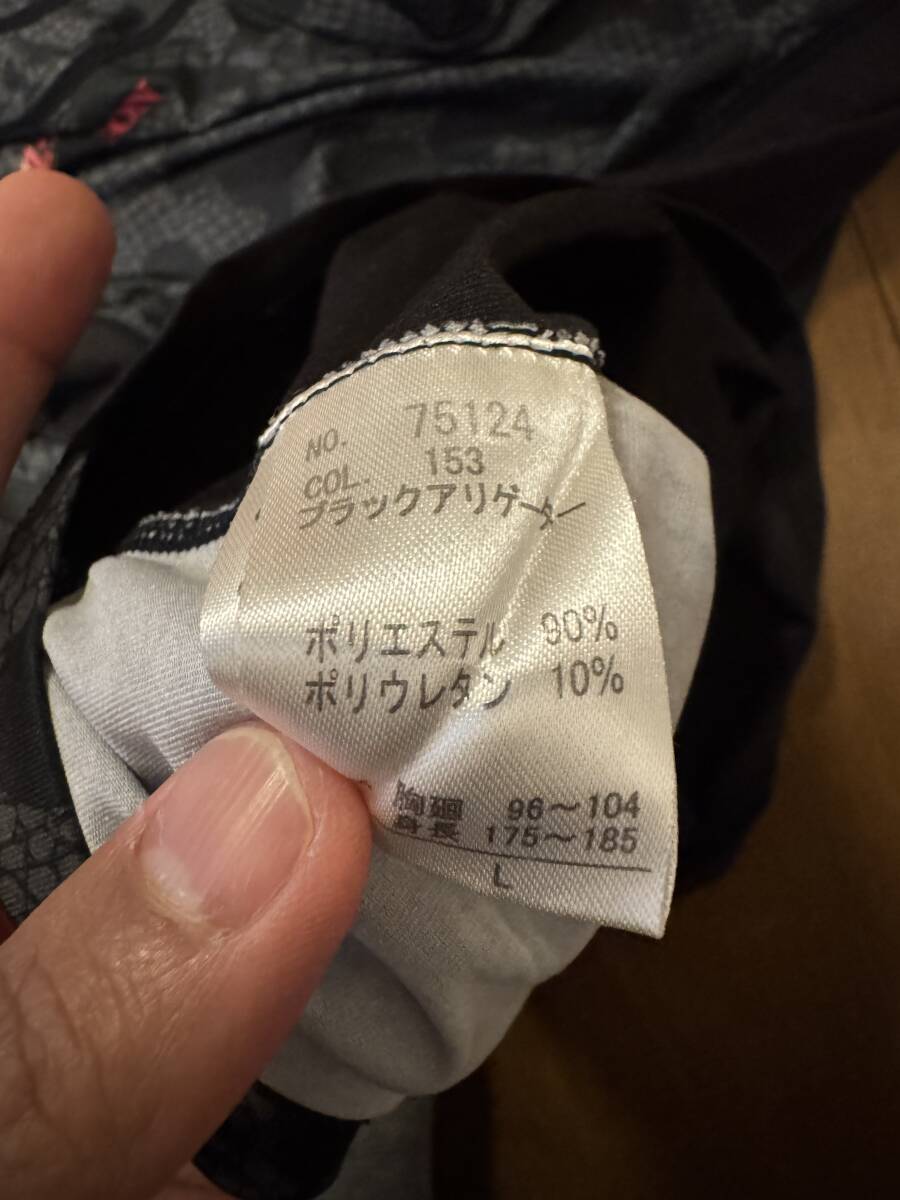 NO. 75124
COL. 153
ブラックアリゲーター
ポリエステル 90%
ポリウレタン 10%
胸廻 96～104
身長 175～185
L